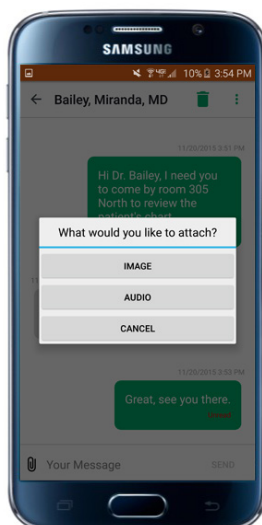 SAMSUNG
10% 3:54 PM
Bailey, Miranda, MD
11/20/2015 2:51 PM
Hi Dr. Bailey, I need you
to come by room 305
North to review the
patient's chart
What would you like to attach?
IMAGE
AUDIO
CANCEL
11/20/2015 2:53 PM
Great, see you there.
Your Message
SEND